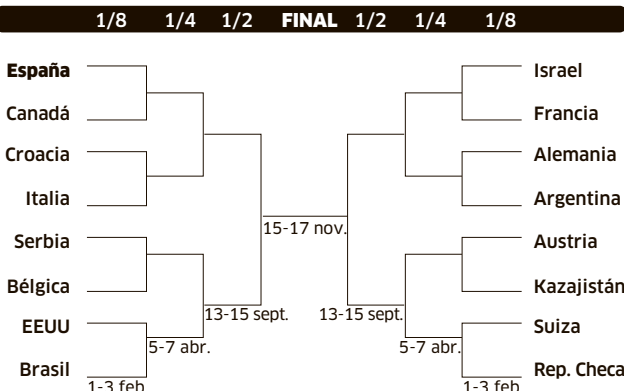 1/8 1/4 1/2 FINAL 1/2 1/4 1/8
España
Canadá
Croacia
Italia
Serbia
Bélgica
EEUU
Brasil
1-3 feb
5-7 abr.
13-15 sept.
15-17 nov.
13-15 sept.
5-7 abr.
1-3 feb
Israel
Francia
Alemania
Argentina
Austria
Kazajistán
Suiza
Rep. Checa